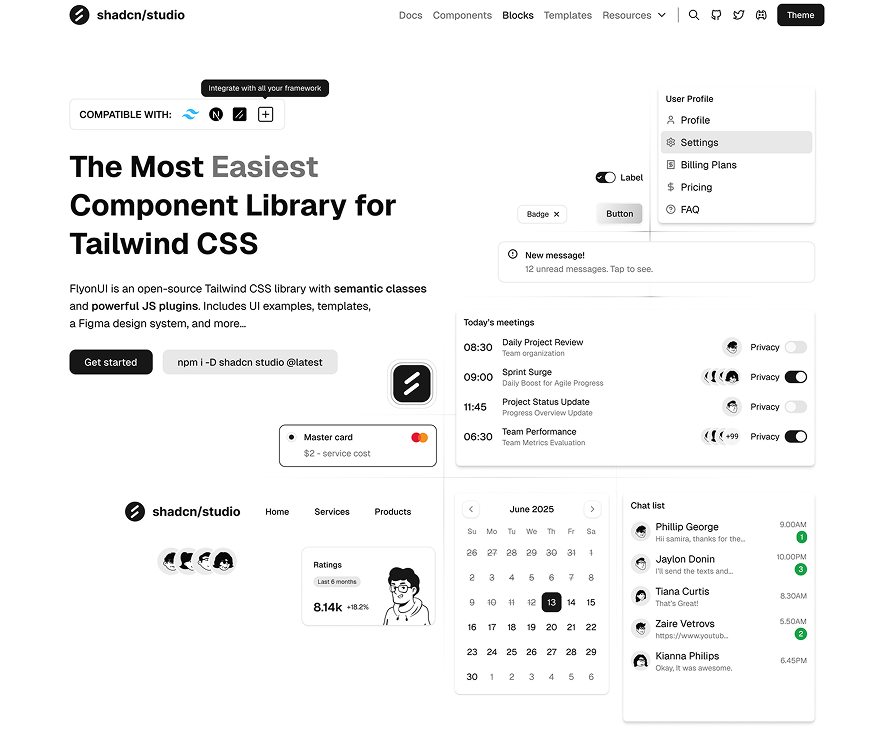 shadcn/studio
Docs Components Blocks Templates Resources Theme
Integrate with all your framework
COMPATIBLE WITH:
The Most Easiest
Component Library for
Tailwind CSS
FlyonUI is an open-source Tailwind CSS library with semantic classes
and powerful JS plugins. Includes UI examples, templates,
a Figma design system, and more...
Get started npm i -D shadcn studio @latest
User Profile
Profile
Settings
Billing Plans
Pricing
FAQ
Label
Badge
Button
New message!
12 unread messages. Tap to see.
Today's meetings
08:30 Daily Project Review Privacy
Team organization
09:00 Sprint Surge Privacy
Daily Boost for Agile Progress
11:45 Project Status Update Privacy
Progress Overview Update
06:30 Team Performance +99 Privacy
Team Metrics Evaluation
Master card
$2 - service cost
shadcn/studio Home Services Products
Ratings
Last 6 months
8.14k +18.2%
June 2025
Su Mo Tu We Th Fr Sa
26 27 28 29 30 31 1
2 3 4 5 6 7 8
9 10 11 12 13 14 15
16 17 18 19 20 21 22
23 24 25 26 27 28 29
30 1 2 3 4 5 6
Chat list
Phillip George 9.00AM
Hii samira, thanks for the... 1
Jaylon Donin 10.00PM
I'll send the texts and... 3
Tiana Curtis 8.30AM
That's Great!
Zaire Vetrovs 5.50AM
https://www.youtub... 2
Kianna Philips 6.45PM
Okay, It was awesome.